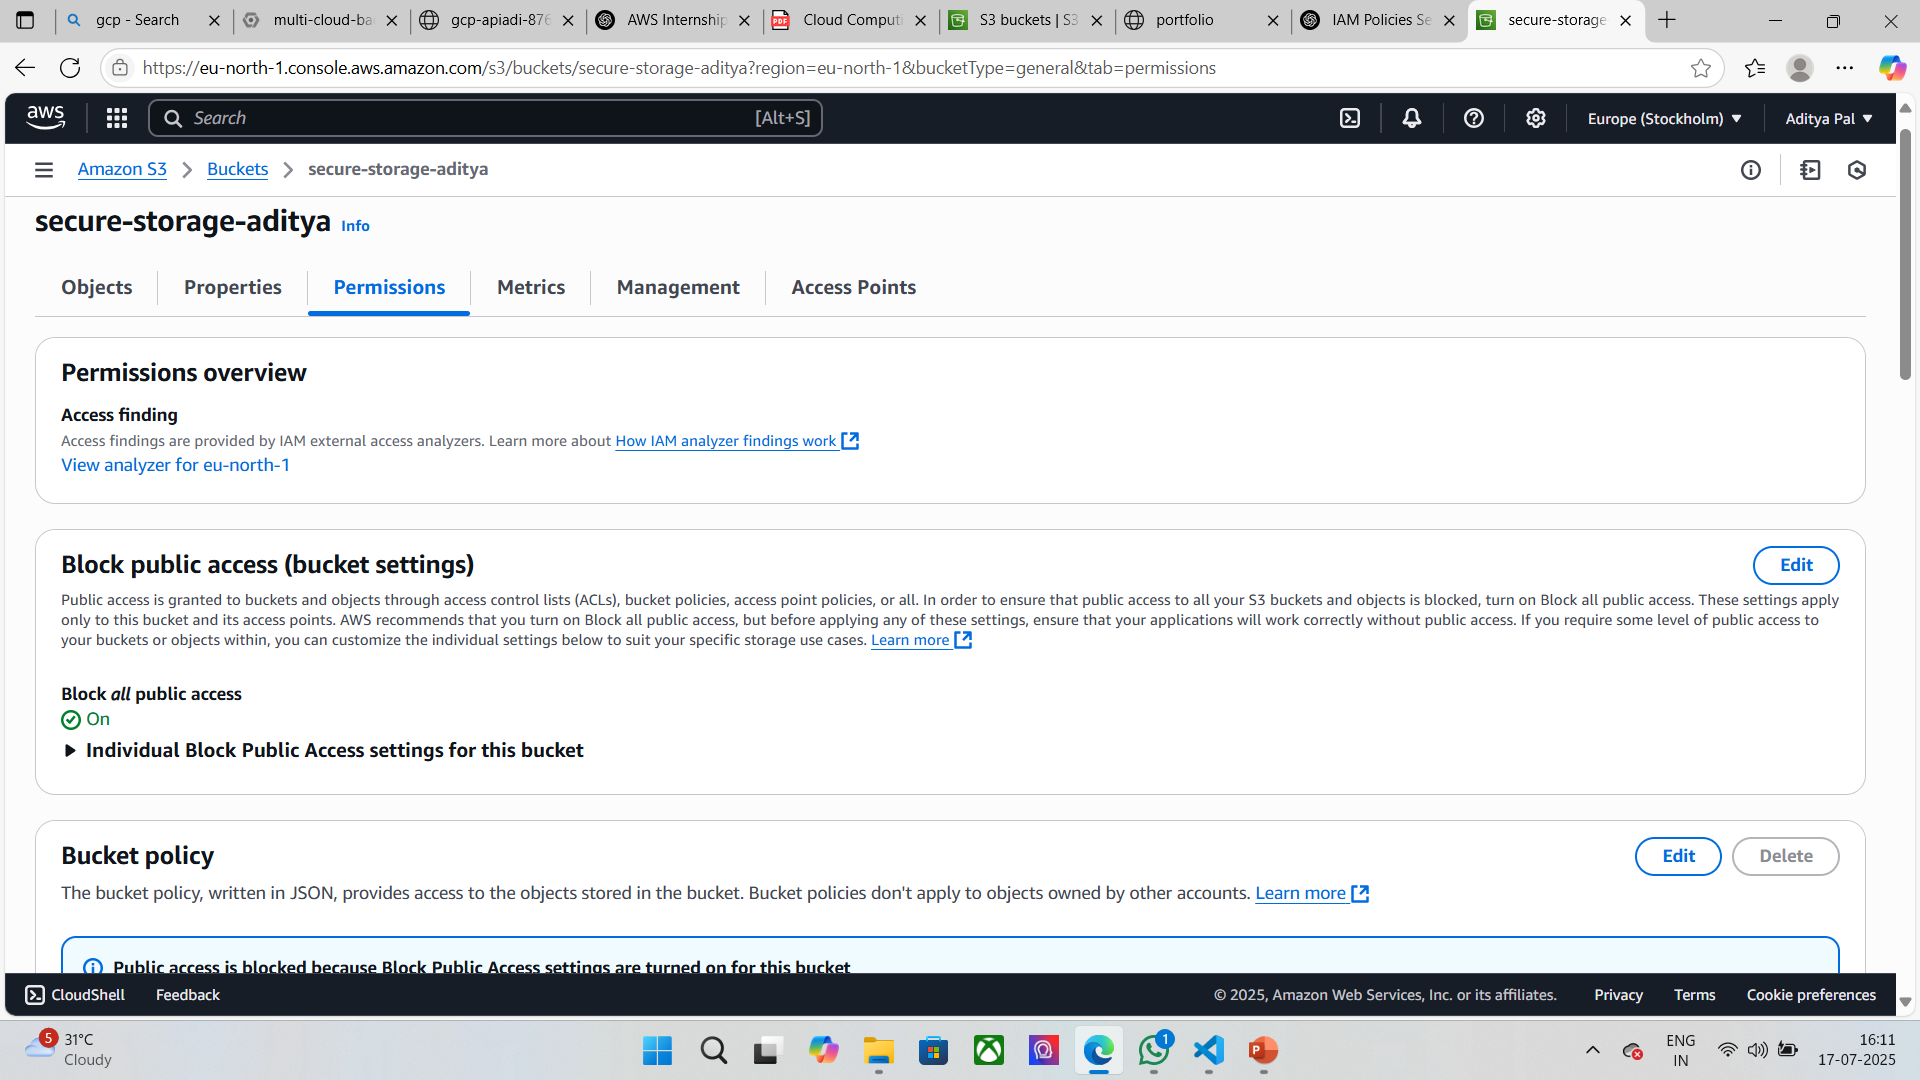 gcp - Search
multi-cloud-ba
gcp-apiadi-876
AWS Internship
Cloud Computi
S3 buckets | S3
portfolio
IAM Policies Se
secure-storage
https://eu-north-1.console.aws.amazon.com/s3/buckets/secure-storage-aditya?region=eu-north-1&bucketType=general&tab=permissions
aws
Search
[Alt+S]
Europe (Stockholm)
Aditya Pal
Amazon S3
Buckets
secure-storage-aditya
secure-storage-aditya Info
Objects
Properties
Permissions
Metrics
Management
Access Points
Permissions overview
Access finding
Access findings are provided by IAM external access analyzers. Learn more about How IAM analyzer findings work
View analyzer for eu-north-1
Block public access (bucket settings)
Edit
Public access is granted to buckets and objects through access control lists (ACLs), bucket policies, access point policies, or all. In order to ensure that public access to all your S3 buckets and objects is blocked, turn on Block all public access. These settings apply
only to this bucket and its access points. AWS recommends that you turn on Block all public access, but before applying any of these settings, ensure that your applications will work correctly without public access. If you require some level of public access to
your buckets or objects within, you can customize the individual settings below to suit your specific storage use cases. Learn more
Block all public access
On
Individual Block Public Access settings for this bucket
Bucket policy
Edit
Delete
The bucket policy, written in JSON, provides access to the objects stored in the bucket. Bucket policies don't apply to objects owned by other accounts. Learn more
Public access is blocked because Block Public Access settings are turned on for this bucket
CloudShell
Feedback
© 2025, Amazon Web Services, Inc. or its affiliates.
Privacy
Terms
Cookie preferences
5
31°C
Cloudy
1
ENG
IN
16:11
17-07-2025